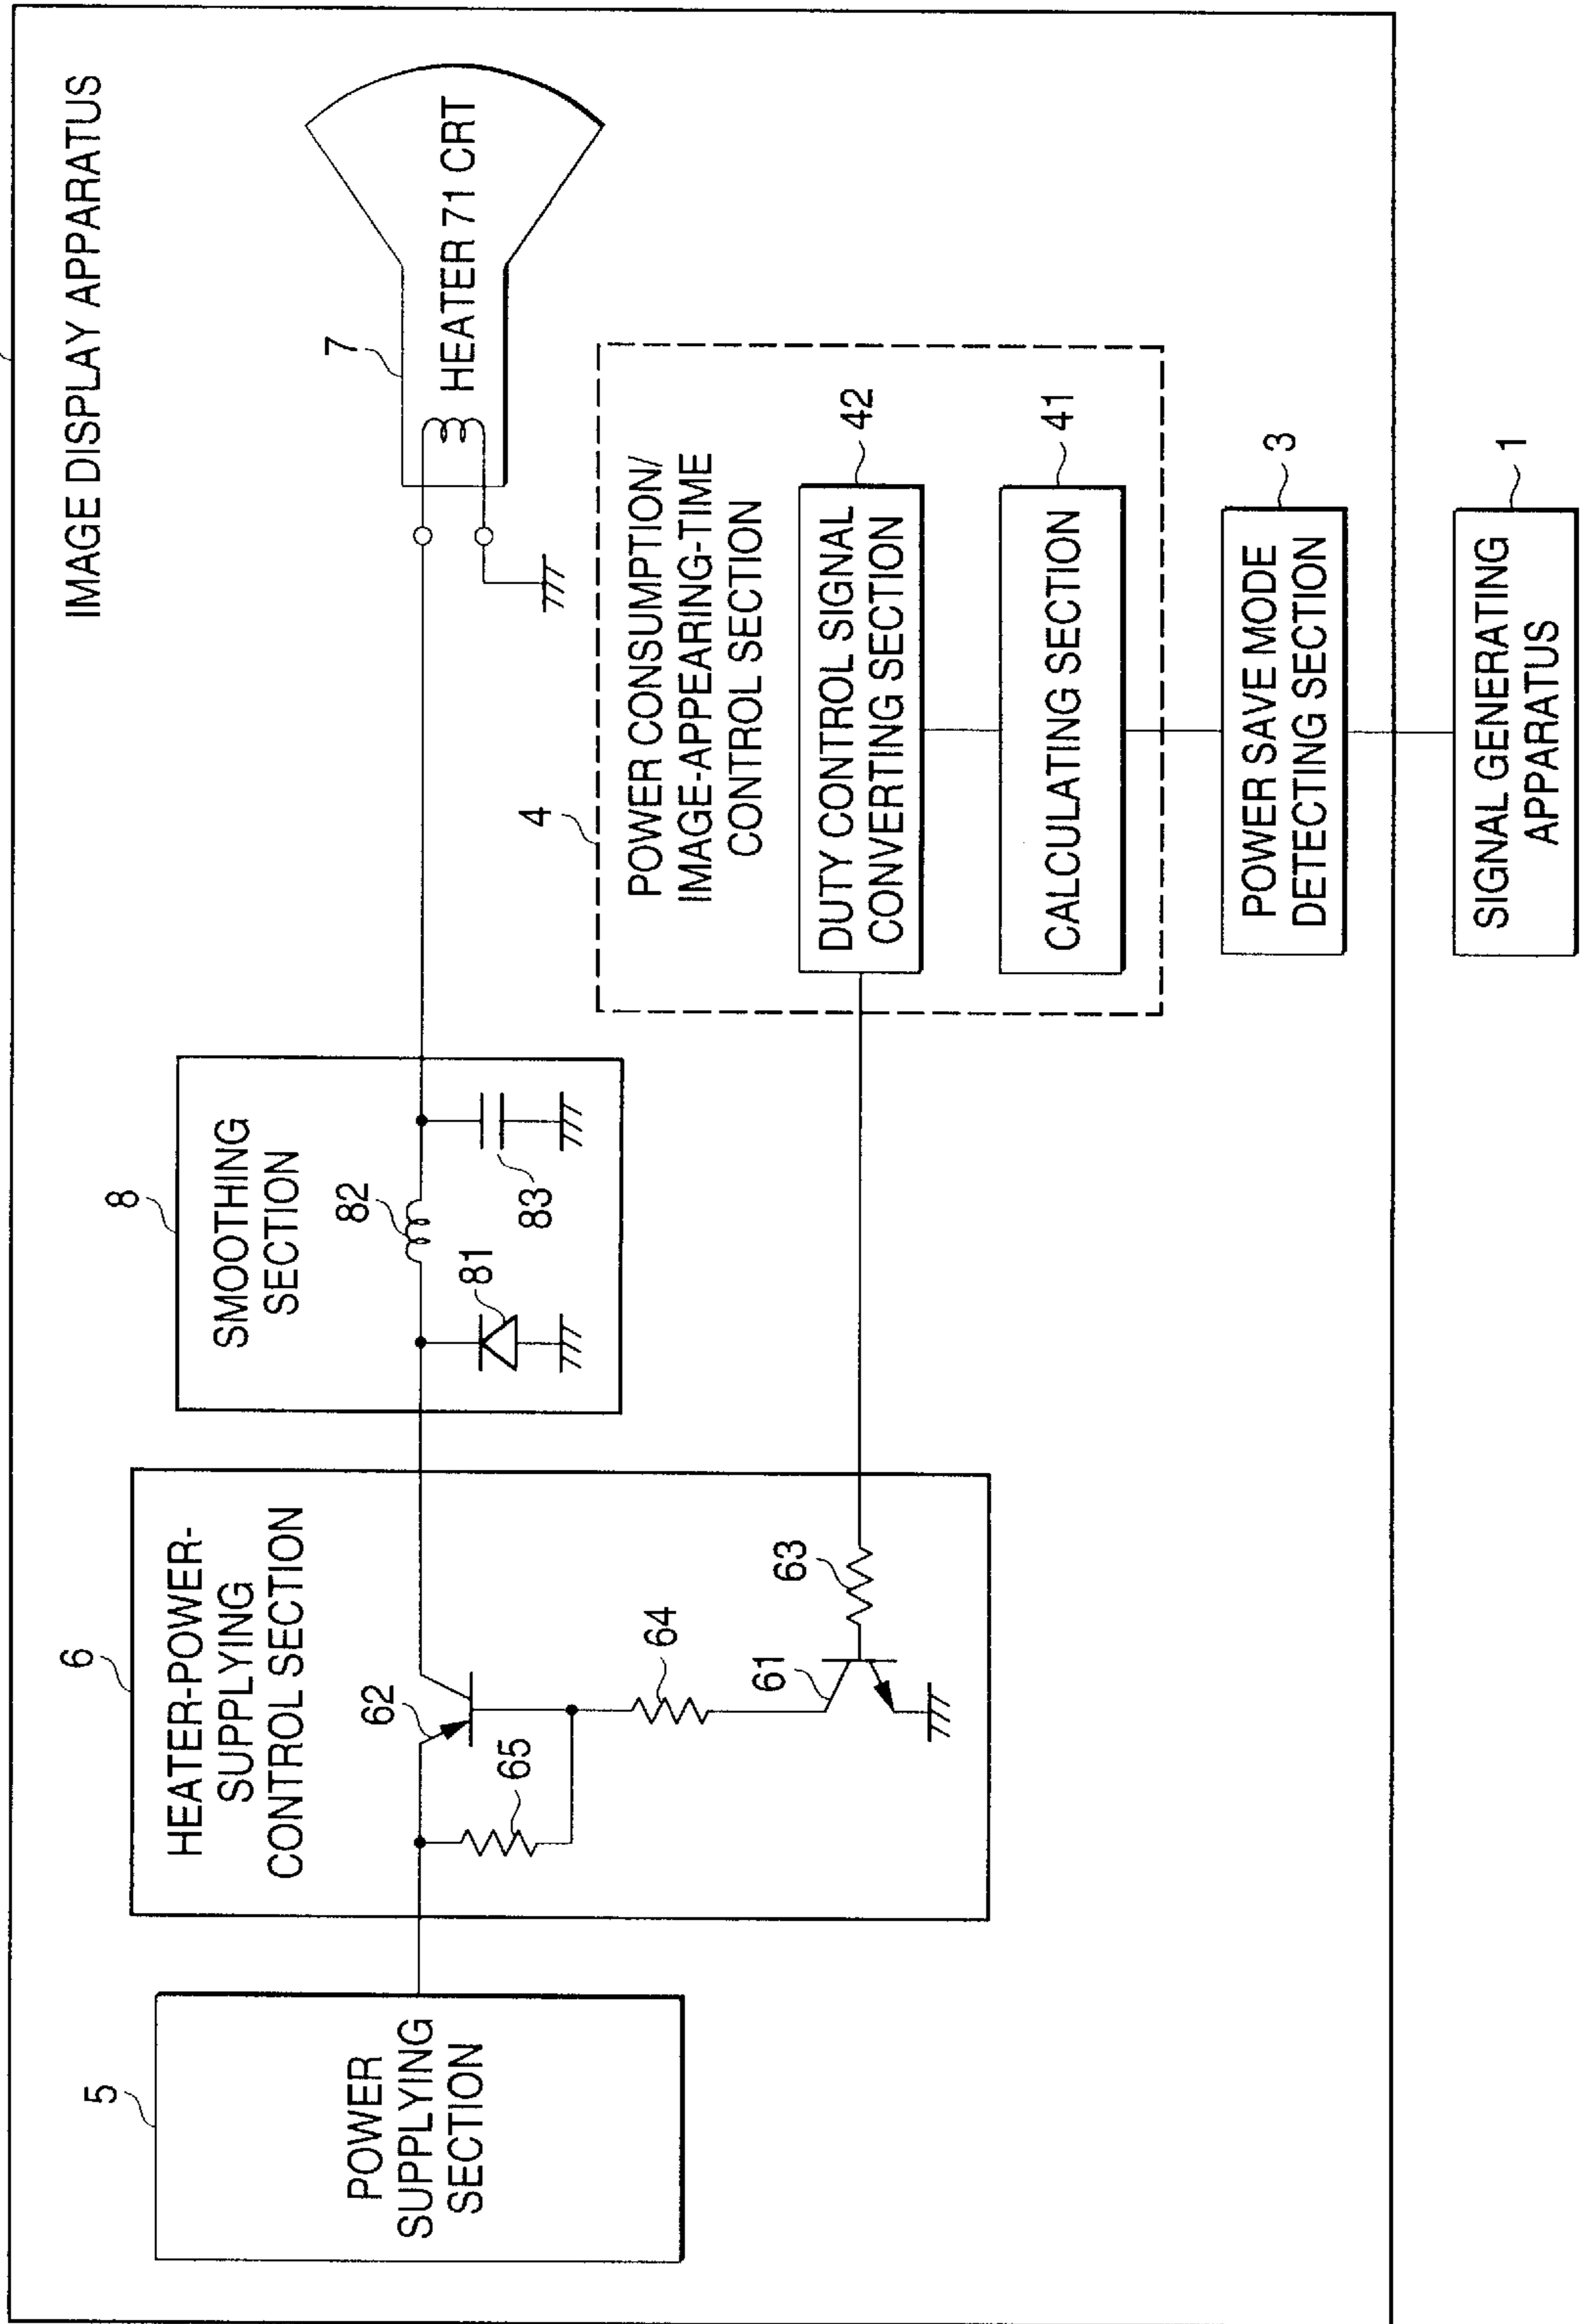 IMAGE DISPLAY APPARATUS
5
POWER
SUPPLYING
SECTION
6
HEATER-POWER-
SUPPLYING
CONTROL SECTION
62
65
64
61
63
8
SMOOTHING
SECTION
82
81
83
7
HEATER 71 CRT
4
POWER CONSUMPTION/
IMAGE-APPEARING-TIME
CONTROL SECTION
42
DUTY CONTROL SIGNAL
CONVERTING SECTION
41
CALCULATING SECTION
3
POWER SAVE MODE
DETECTING SECTION
1
SIGNAL GENERATING
APPARATUS